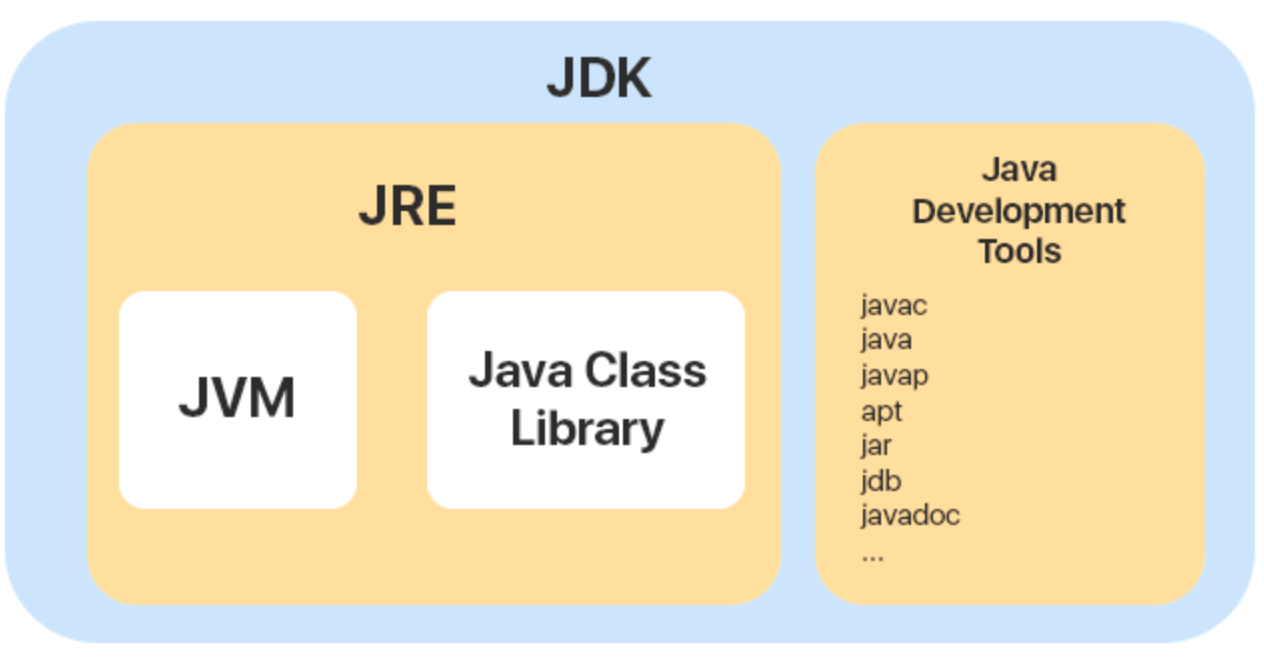 JDK
JRE
JVM
Java Class
Library
Java
Development
Tools
javac
java
javap
apt
jar
jdb
javadoc
...